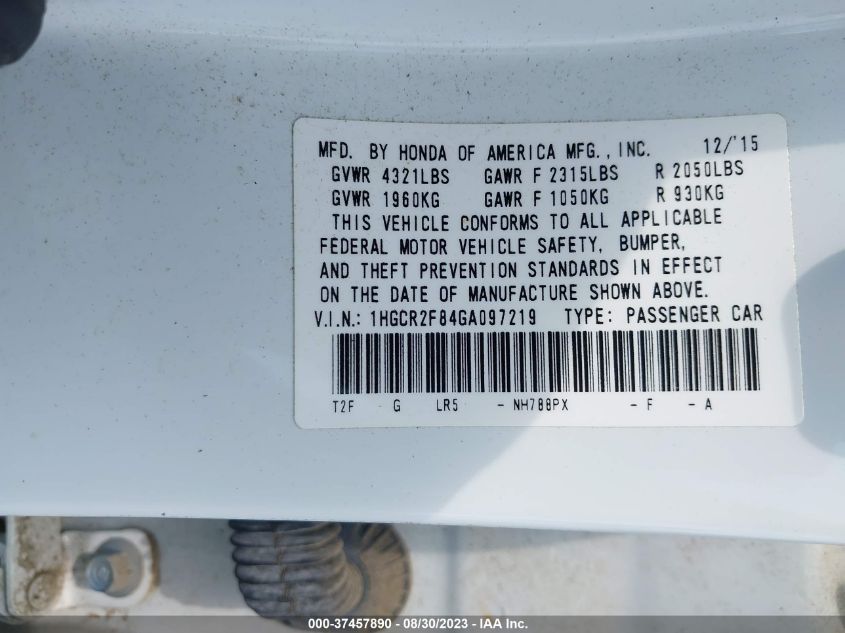 MFD. BY HONDA OF AMERICA MFG., INC. 12/'15
GVWR 4321LBS GAWR F 2315LBS R 2050LBS
GVWR 1960KG GAWR F 1050KG R 930KG
THIS VEHICLE CONFORMS TO ALL APPLICABLE
FEDERAL MOTOR VEHICLE SAFETY, BUMPER,
AND THEFT PREVENTION STANDARDS IN EFFECT
ON THE DATE OF MANUFACTURE SHOWN ABOVE.
V.I.N.: 1HGCR2F84GA097219 TYPE: PASSENGER CAR
T2F G LR5 - NH788PX - F - A
000-37457890 - 08/30/2023 - IAA Inc.